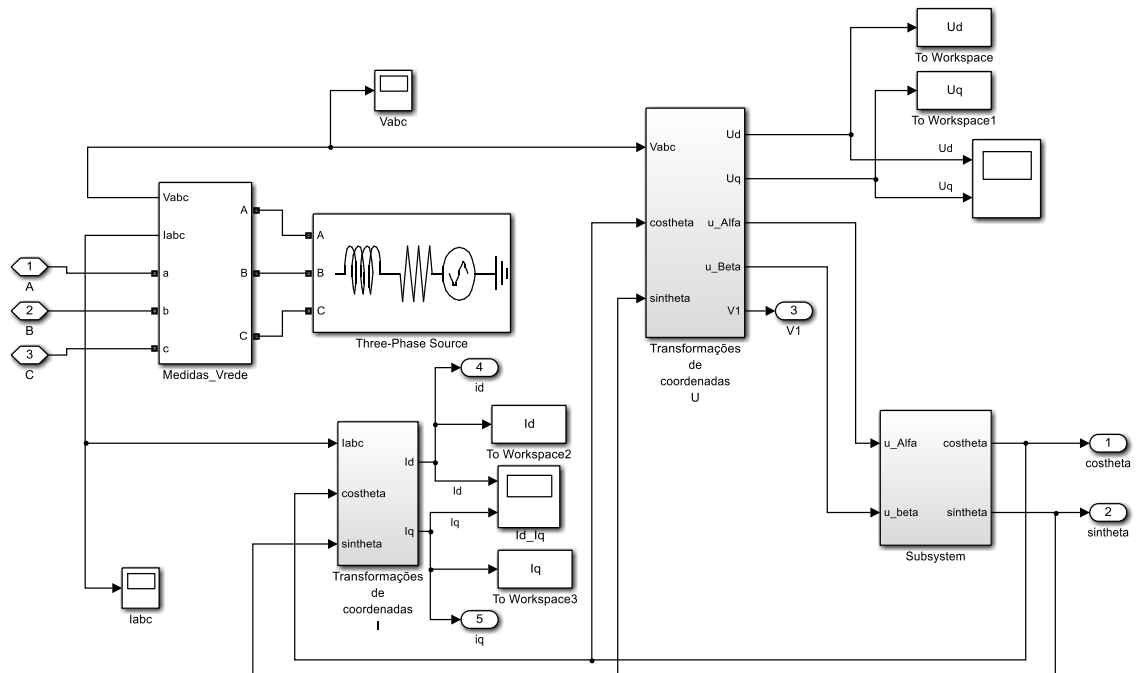 Ud
To Workspace
Uq
To Workspace1
Vabc
Vabc
costheta
sintheta
Ud
Uq
u_Alfa
u_Beta
V1
Transformações
de
coordenadas
U
Ud
Uq
3
V1
Vabc
Iabc
a
b
c
A
B
C
Medidas_Vrede
1
A
2
B
3
C
A
B
C
Three-Phase Source
4
id
Id
To Workspace2
Iabc
costheta
sintheta
Id
Iq
Transformações
de
coordenadas
I
Id
Iq
Id_Iq
Iq
To Workspace3
5
iq
Iabc
u_Alfa
u_beta
costheta
sintheta
Subsystem
1
costheta
2
sintheta